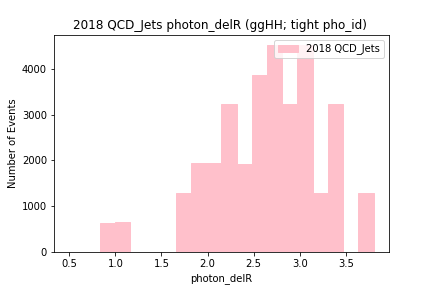 2018 QCD_Jets photon_delR (ggHH; tight pho_id)
2018 QCD_Jets
Number of Events
4000
3000
2000
1000
0
0.5 1.0 1.5 2.0 2.5 3.0 3.5
photon_delR